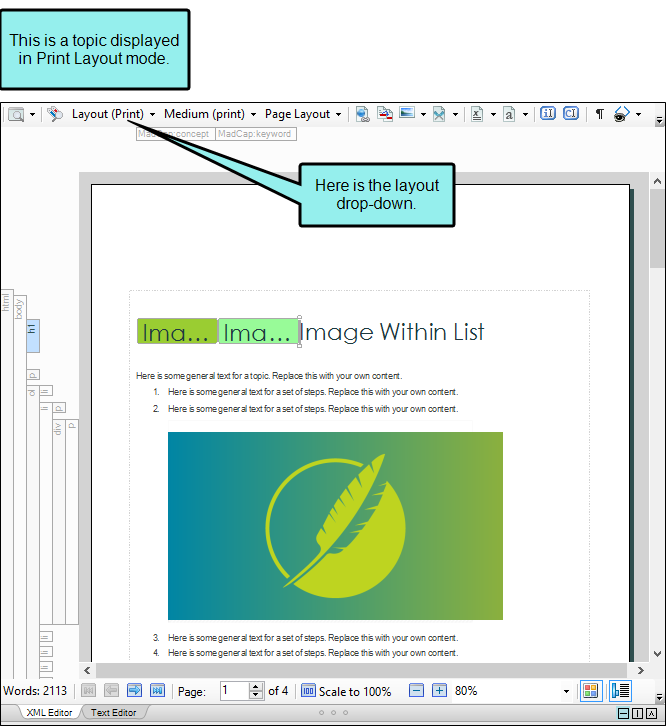 This is a topic displayed
in Print Layout mode.
Layout (Print) Medium (print) Page Layout
MadCap:concept MadCap:keyword
Here is the layout
drop-down.
html
body
h1
Ima... Ima... Image Within List
p
Here is some general text for a topic. Replace this with your own content.
ol
li
1. Here is some general text for a set of steps. Replace this with your own content.
li
p
2. Here is some general text for a set of steps. Replace this with your own content.
div
p
li
3. Here is some general text for a set of steps. Replace this with your own content.
li
4. Here is some general text for a set of steps. Replace this with your own content.
Words: 2113 Page: 1 of 4 100 Scale to 100% 80%
XML Editor Text Editor